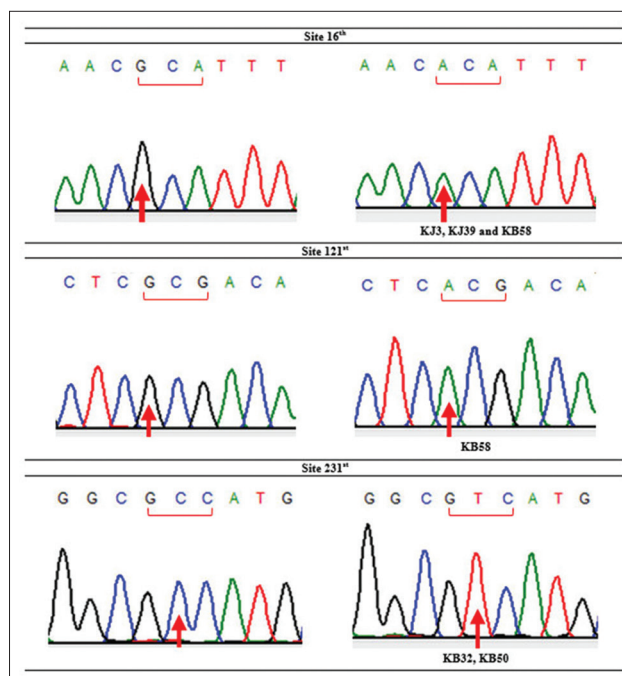 Site 16th
A A C G C A T T T
A A C A C A T T T
KJ3, KJ39 and KB58
Site 121st
C T C G C G A C A
C T C A C G A C A
KB58
Site 231st
G G C G C C A T G
G G C G T C A T G
KB32, KB50